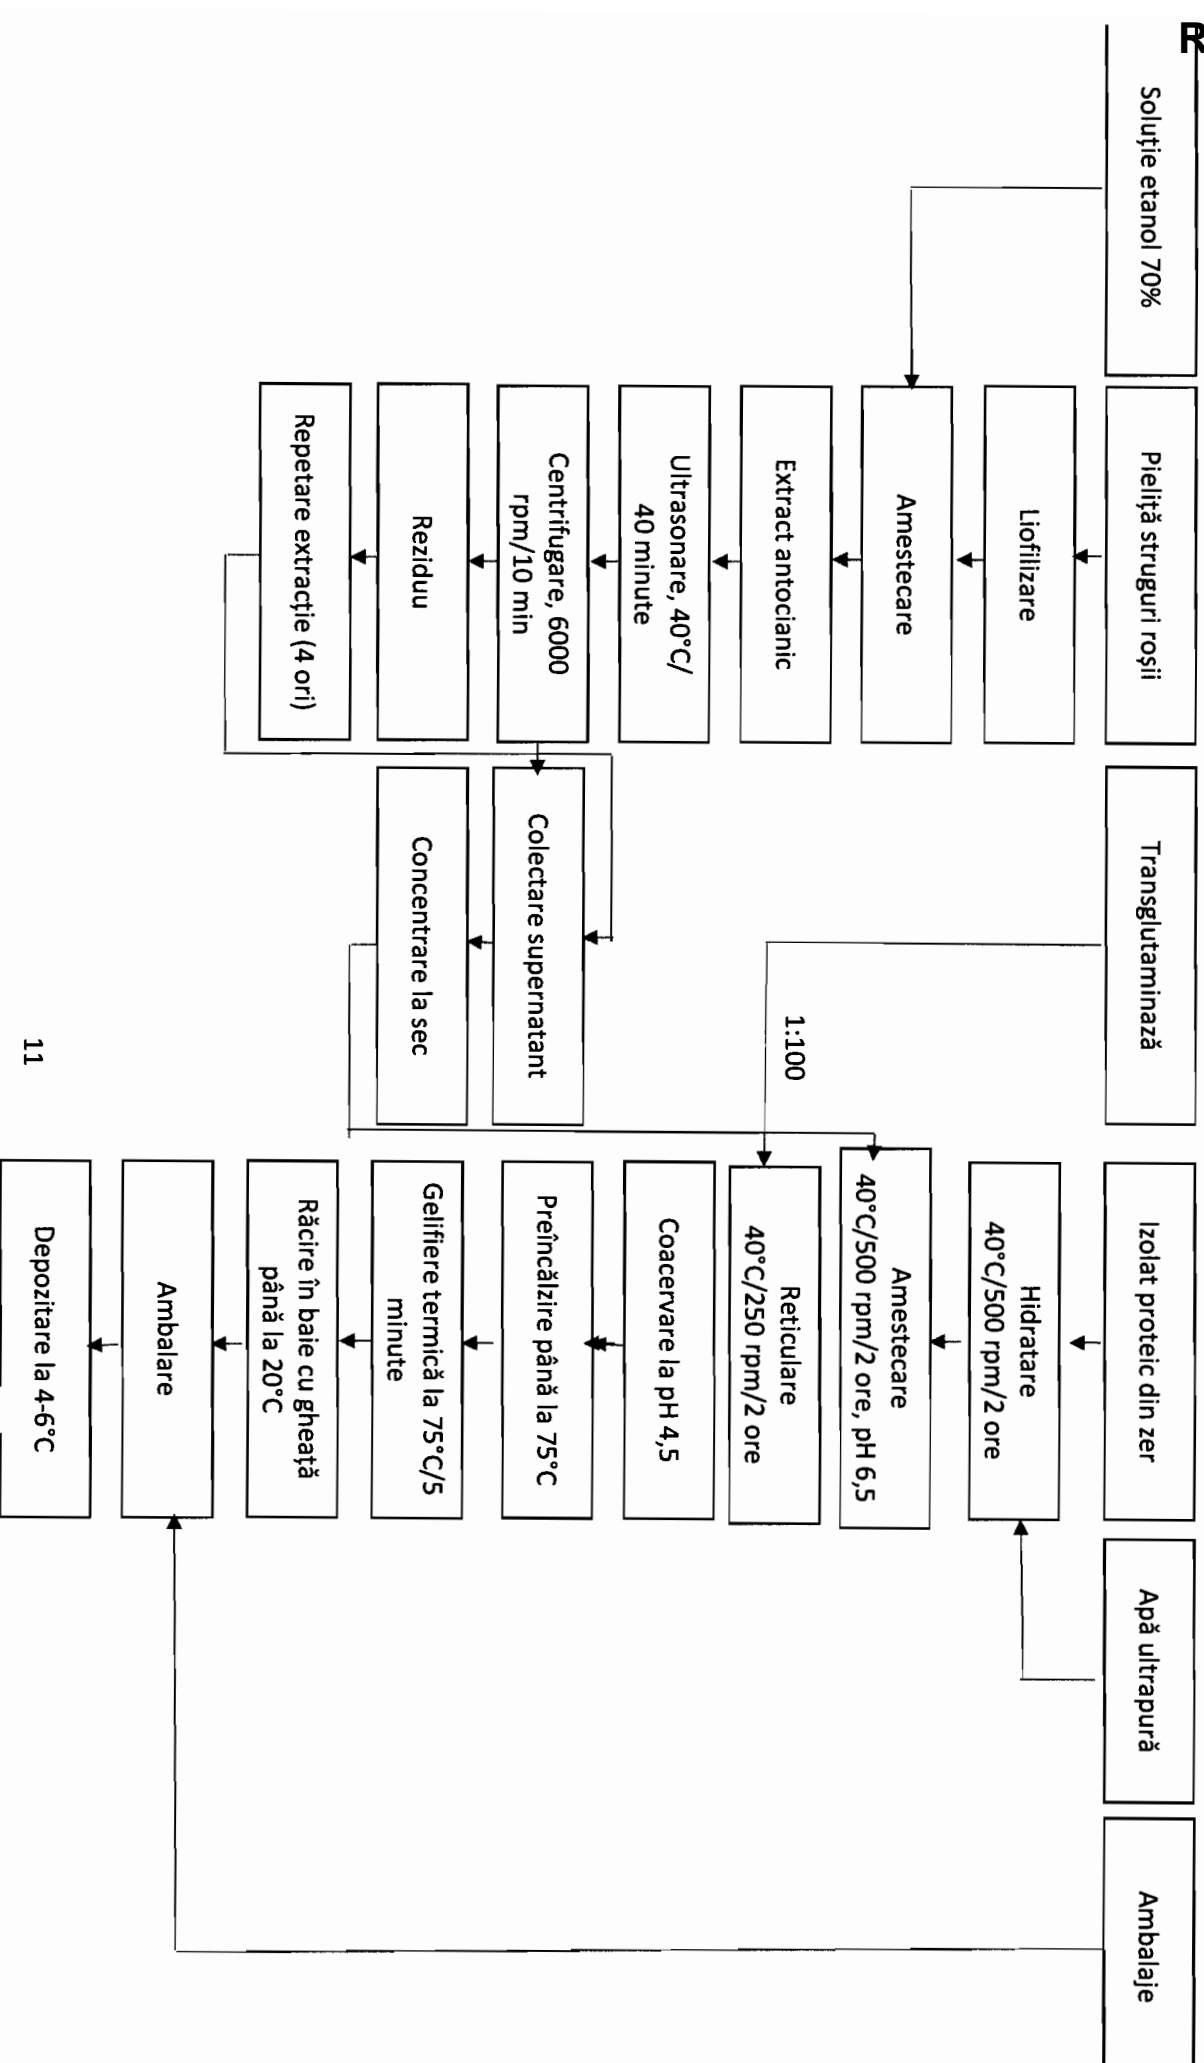 R
Soluție etanol 70%
Pieliță struguri roșii
Transglutaminază
Izolat proteic din zer
Apă ultrapură
Ambalaje
Liofilizare
Amestecare
Extract antocianic
Ultrasonare, 40°C/
40 minute
Centrifugare, 6000
rpm/10 min
Reziduu
Repetare extracție (4 ori)
Colectare supernatant
Concentrare la sec
1:100
Hidratare
40°C/500 rpm/2 ore
Amestecare
40°C/500 rpm/2 ore, pH 6,5
Reticulare
40°C/250 rpm/2 ore
Coacervare la pH 4,5
Preîncălzire până la 75°C
Gelifiere termică la 75°C/5
minute
Răcire în baie cu gheață
până la 20°C
Ambalare
Depozitare la 4-6°C
11